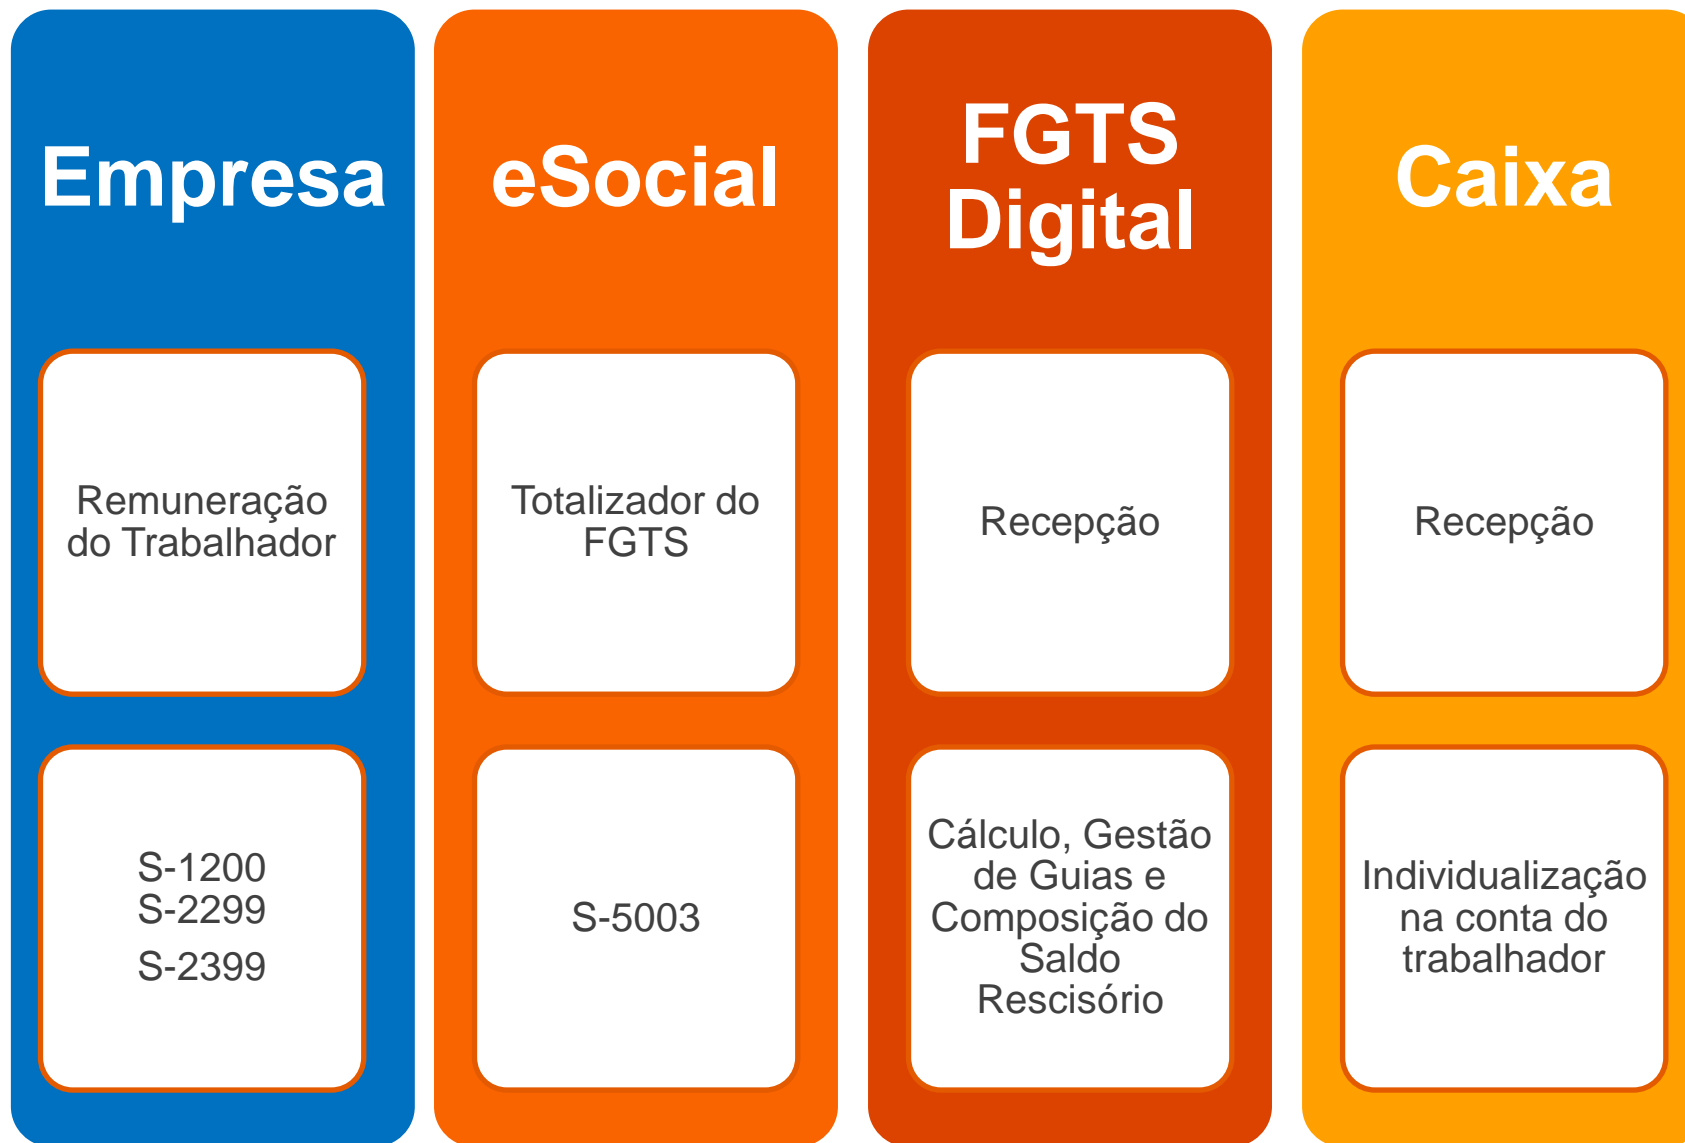 Empresa
Remuneração
do Trabalhador
S-1200
S-2299
S-2399
eSocial
Totalizador do
FGTS
S-5003
FGTS
Digital
Recepção
Cálculo, Gestão
de Guias e
Composição do
Saldo
Rescisório
Caixa
Recepção
Individualização
na conta do
trabalhador